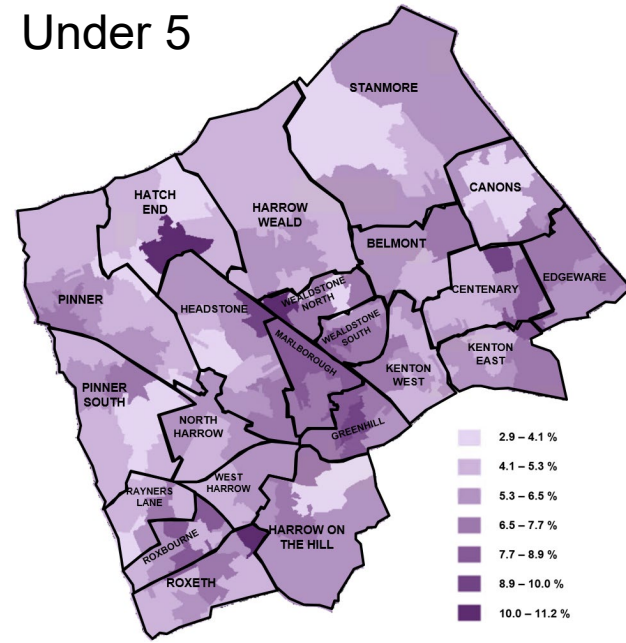 Under 5
STANMORE
HATCH
END
HARROW
WEALD
CANONS
BELMONT
PINNER
HEADSTONE
WEALDSTONE
NORTH
CENTENARY
EDGEWARE
WEALDSTONE
SOUTH
MARLBOROUGH
KENTON
EAST
KENTON
WEST
PINNER
SOUTH
NORTH
HARROW
GREENHILL
WEST
HARROW
RAYNERS
LANE
HARROW ON
THE HILL
ROXBOURNE
ROXETH
2.9 – 4.1 %
4.1 – 5.3 %
5.3 – 6.5 %
6.5 – 7.7 %
7.7 – 8.9 %
8.9 – 10.0 %
10.0 – 11.2 %